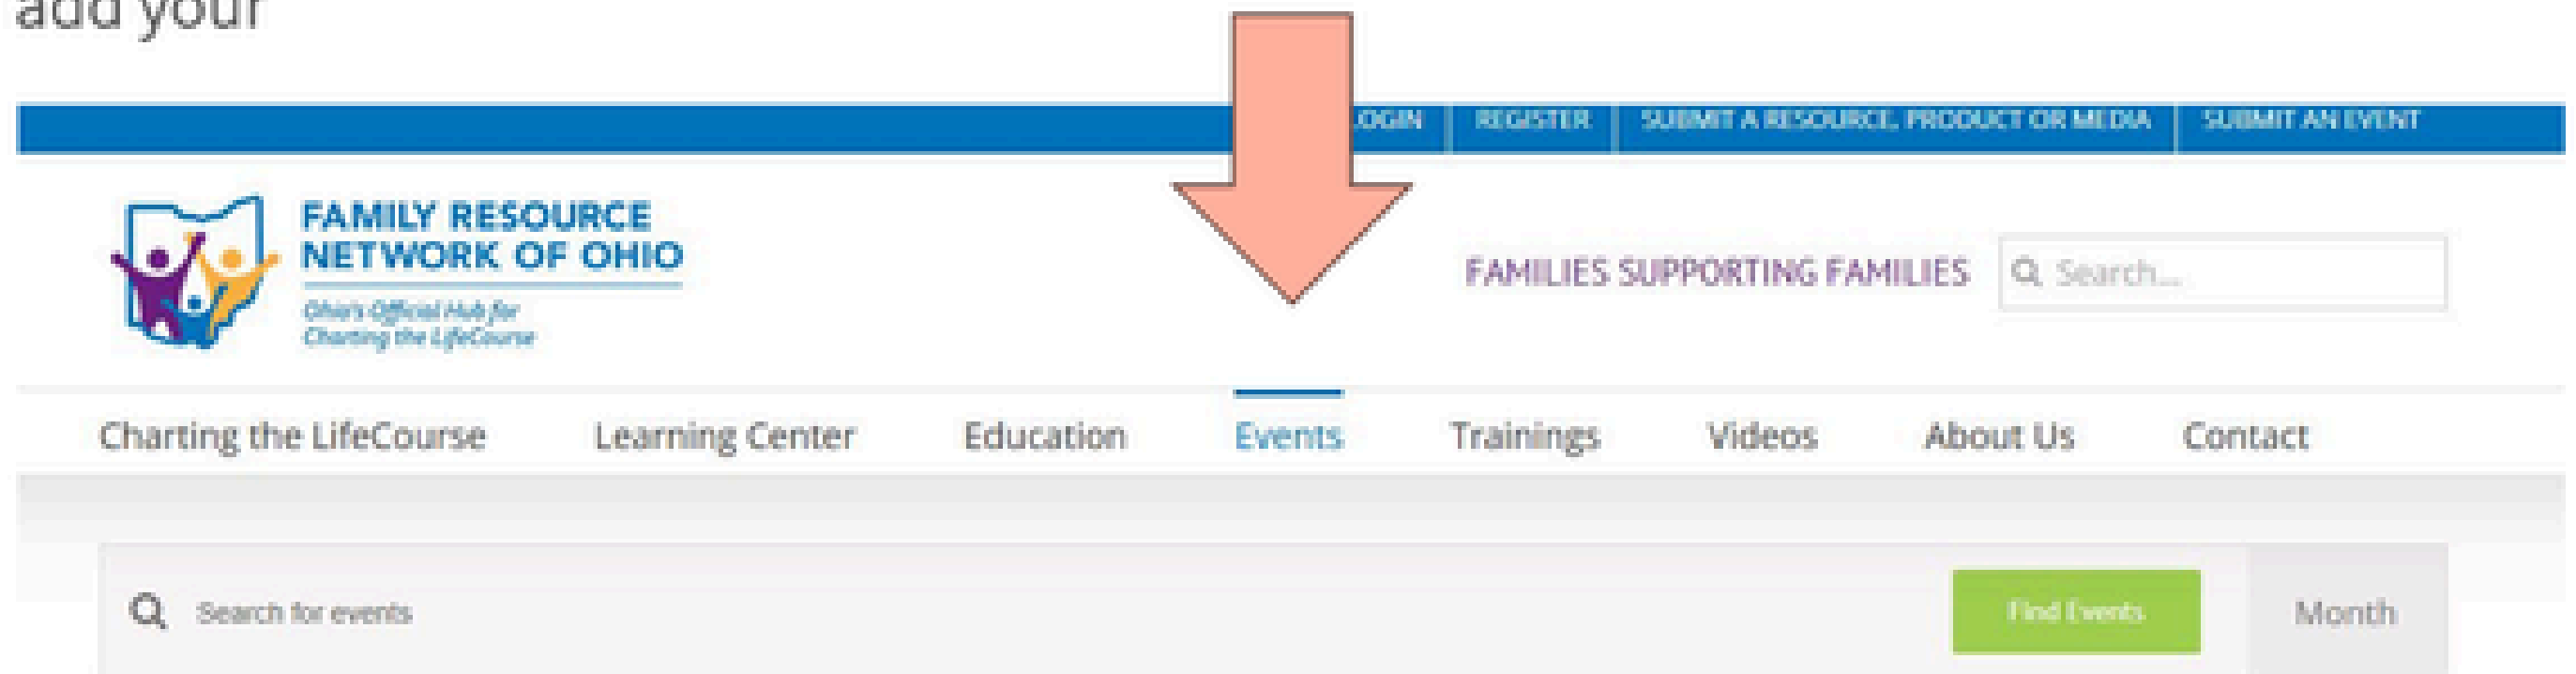 add your
OGIN REGISTER SUBMIT A RESOURCE, PRODUCT OR MEDIA SUBMIT AN EVENT
FAMILY RESOURCE
NETWORK OF OHIO
Ohio's Official Hub for
Charting the LifeCourse
FAMILIES SUPPORTING FAMILIES Search...
Charting the LifeCourse Learning Center Education Events Trainings Videos About Us Contact
Search for events Find Events Month